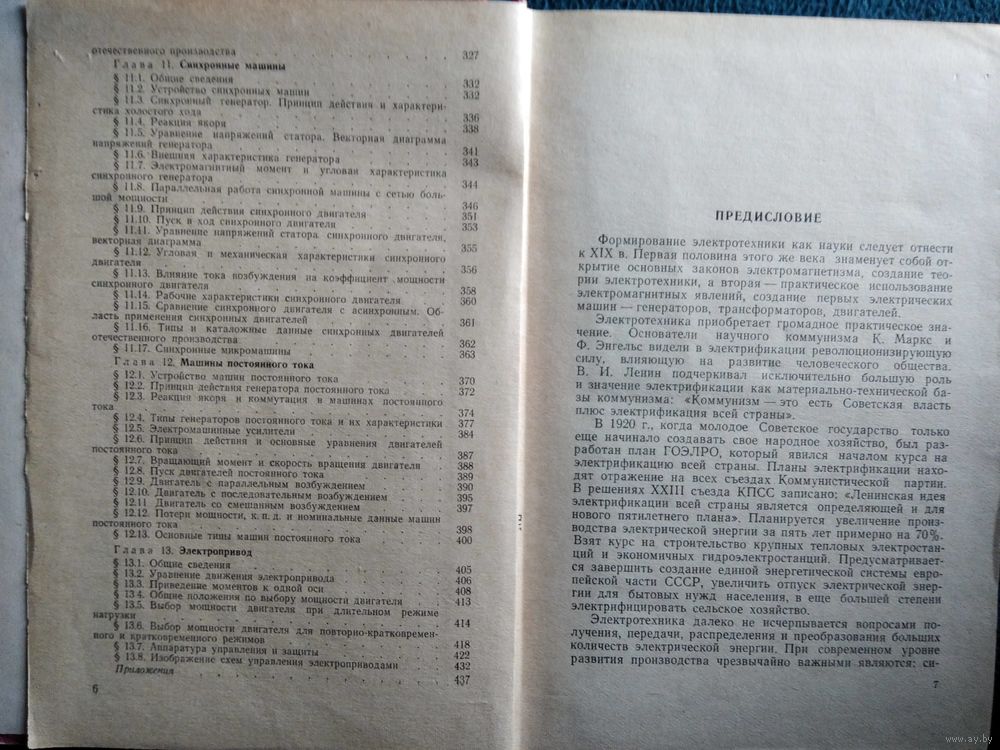 отечественного производства . . . 327
Глава 11. Синхронные машины
§ 11.1. Общие сведения . . . 332
§ 11.2. Устройство синхронных машин . . . 332
§ 11.3. Синхронный генератор. Принцип действия и характери-
стика холостого хода . . . 336
§ 11.4. Реакция якоря . . . 338
§ 11.5. Уравнение напряжений статора. Векторная диаграмма
напряжений генератора . . . 341
§ 11.6. Внешняя характеристика генератора . . . 343
§ 11.7. Электромагнитный момент и угловая характеристика
синхронного генератора . . . 344
§ 11.8. Параллельная работа синхронной машины с сетью боль-
шой мощности . . . 346
§ 11.9. Принцип действия синхронного двигателя . . . 351
§ 11.10. Пуск в ход синхронного двигателя . . . 353
§ 11.11. Уравнение напряжений статора синхронного двигателя,
векторная диаграмма . . . 355
§ 11.12. Угловая и механическая характеристики синхронного
двигателя . . . 356
§ 11.13. Влияние тока возбуждения на коэффициент мощности
синхронного двигателя . . . 358
§ 11.14. Рабочие характеристики синхронного двигателя . . . 360
§ 11.15. Сравнение синхронного двигателя с асинхронным. Об-
ласть применения синхронных двигателей . . . 361
§ 11.16. Типы и каталожные данные синхронных двигателей
отечественного производства . . . 362
§ 11.17. Синхронные микромашины . . . 363
Глава 12. Машины постоянного тока
§ 12.1. Устройство машин постоянного тока . . . 370
§ 12.2. Принцип действия генератора постоянного тока . . . 372
§ 12.3. Реакция якоря и коммутация в машинах постоянного
тока . . . 374
§ 12.4. Типы генераторов постоянного тока и их характеристики 377
§ 12.5. Электромашинные усилители . . . 384
§ 12.6. Принцип действия и основные уравнения двигателей
постоянного тока . . . 387
§ 12.7. Вращающий момент и скорость вращения двигателя . 388
§ 12.8. Пуск двигателей постоянного тока . . . 389
§ 12.9. Двигатель с параллельным возбуждением . . . 390
§ 12.10. Двигатель с последовательным возбуждением . . . 395
§ 12.11. Двигатель со смешанным возбуждением . . . 397
§ 12.12. Потери мощности, к. п. д. и номинальные данные машин
постоянного тока . . . 398
§ 12.13. Основные типы машин постоянного тока . . . 400
Глава 13. Электропривод
§ 13.1. Общие сведения . . . 405
§ 13.2. Уравнение движения электропривода . . . 406
§ 13.3. Приведение моментов к одной оси . . . 408
§ 13 4. Общие положения по выбору мощности двигателя . . . 413
§ 13.5. Выбор мощности двигателя при длительном режиме
нагрузки . . . 414
§ 13.6. Выбор мощности двигателя для повторно-кратковремен-
ного и кратковременного режимов . . . 418
§ 13.7. Аппаратура управления и защиты . . . 422
§ 13.8. Изображение схем управления электроприводами . . . 432
Приложения . . . 437
6
ПРЕДИСЛОВИЕ
Формирование электротехники как науки следует отнести
к XIX в. Первая половина этого же века знаменует собой от-
крытие основных законов электромагнетизма, создание тео-
рии электротехники, а вторая — практическое использование
электромагнитных явлений, создание первых электрических
машин — генераторов, трансформаторов, двигателей.
Электротехника приобретает громадное практическое зна-
чение. Основатели научного коммунизма К. Маркс и
Ф. Энгельс видели в электрификации революционизирующую
силу, влияющую на развитие человеческого общества.
В. И. Ленин подчеркивал исключительно большую роль
и значение электрификации как материально-технической ба-
зы коммунизма: «Коммунизм — это есть Советская власть
плюс электрификация всей страны».
В 1920 г., когда молодое Советское государство только
еще начинало создавать свое народное хозяйство, был раз-
работан план ГОЭЛРО, который явился началом курса на
электрификацию всей страны. Планы электрификации нахо-
дят отражение на всех съездах Коммунистической партии.
В решениях XXIII съезда КПСС записано: «Ленинская идея
электрификации всей страны является определяющей и для
нового пятилетнего плана». Планируется увеличение произ-
водства электрической энергии за пять лет примерно на 70%.
Взят курс на строительство крупных тепловых электростан-
ций и экономичных гидроэлектростанций. Предусматривает-
ся завершить создание единой энергетической системы евро-
пейской части СССР, увеличить отпуск электрической энер-
гии для бытовых нужд населения, в еще большей степени
электрифицировать сельское хозяйство.
Электротехника далеко не исчерпывается вопросами по-
лучения, передачи, распределения и преобразования больших
количеств электрической энергии. При современном уровне
развития производства чрезвычайно важными являются: си-
7
www.ay.by